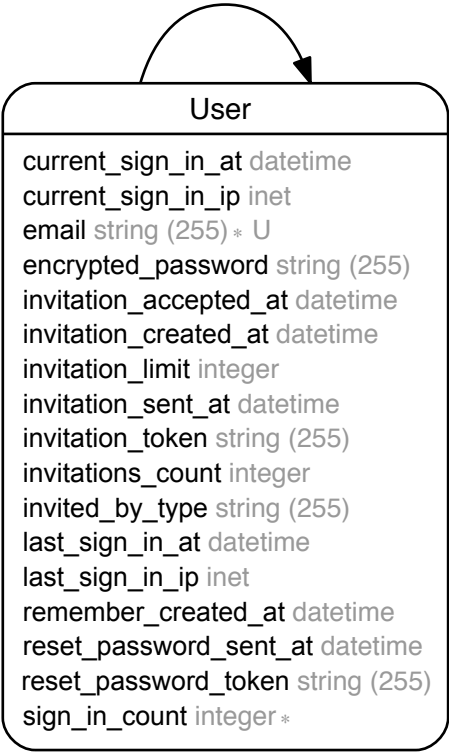 User
current_sign_in_at datetime
current_sign_in_ip inet
email string (255) * U
encrypted_password string (255)
invitation_accepted_at datetime
invitation_created_at datetime
invitation_limit integer
invitation_sent_at datetime
invitation_token string (255)
invitations_count integer
invited_by_type string (255)
last_sign_in_at datetime
last_sign_in_ip inet
remember_created_at datetime
reset_password_sent_at datetime
reset_password_token string (255)
sign_in_count integer *